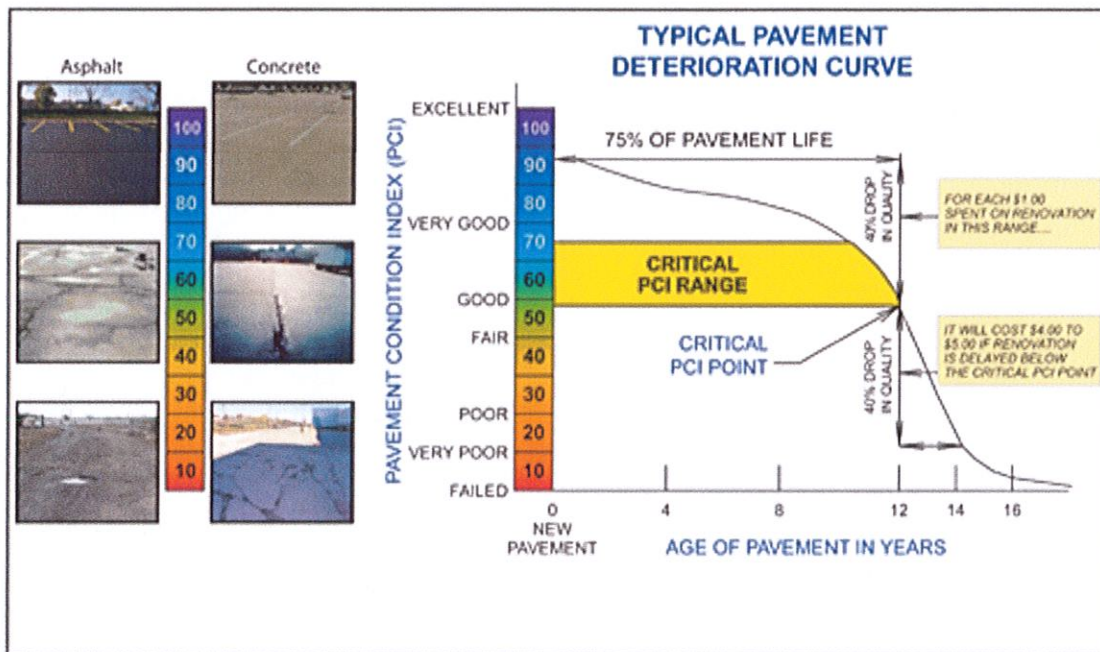 TYPICAL PAVEMENT
DETERIORATION CURVE
Asphalt
Concrete
100
90
80
70
60
50
40
30
20
10
PAVEMENT CONDITION INDEX (PCI)
EXCELLENT
VERY GOOD
GOOD
FAIR
POOR
VERY POOR
FAILED
100
90
80
70
60
50
40
30
20
10
75% OF PAVEMENT LIFE
CRITICAL
PCI RANGE
CRITICAL
PCI POINT
40% DROP
IN QUALITY
FOR EACH $1.00
SPENT ON RENOVATION
IN THIS RANGE....
40% DROP
IN QUALITY
IT WILL COST $4.00 TO
$5.00 IF RENOVATION
IS DELAYED BELOW
THE CRITICAL PCI POINT
0
4
8
12
14
16
NEW
PAVEMENT
AGE OF PAVEMENT IN YEARS